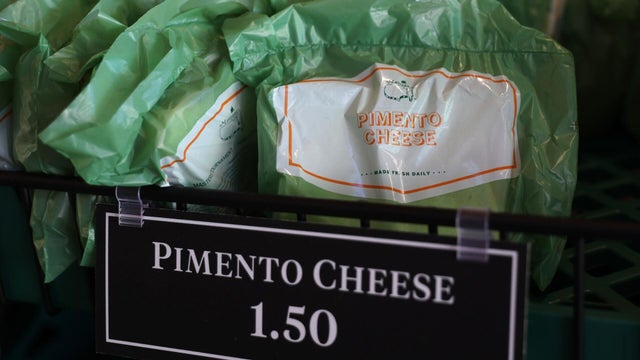 PIMENTO
CHEESE
MADE FRESH DAILY
PIMENTO CHEESE
1.50